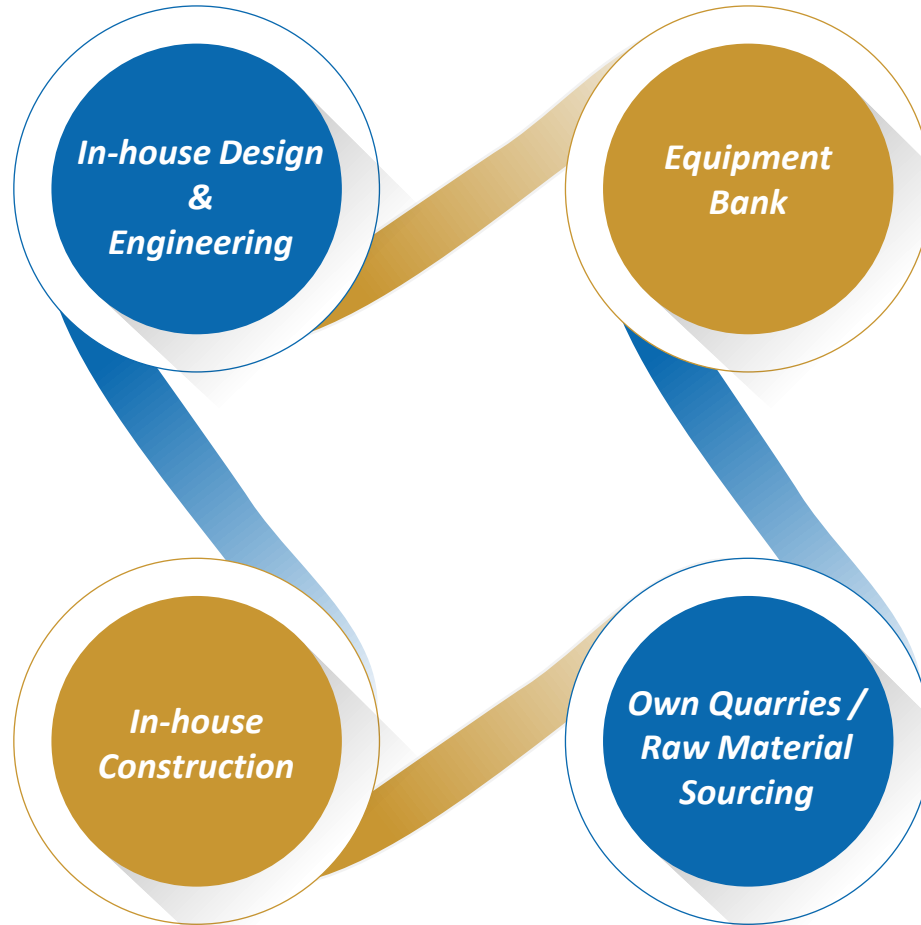 In-house Design
&
Engineering
Equipment
Bank
In-house
Construction
Own Quarries /
Raw Material
Sourcing